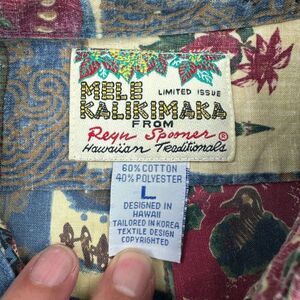 LIMITED ISSUE
MELE
KALIKIMAKA
FROM
Reyn Spooner®
Hawaiian Traditionals
60% COTTON
40% POLYESTER
L
DESIGNED IN
HAWAII
TAILORED IN KOREA
TEXTILE DESIGN
COPYRIGHTED